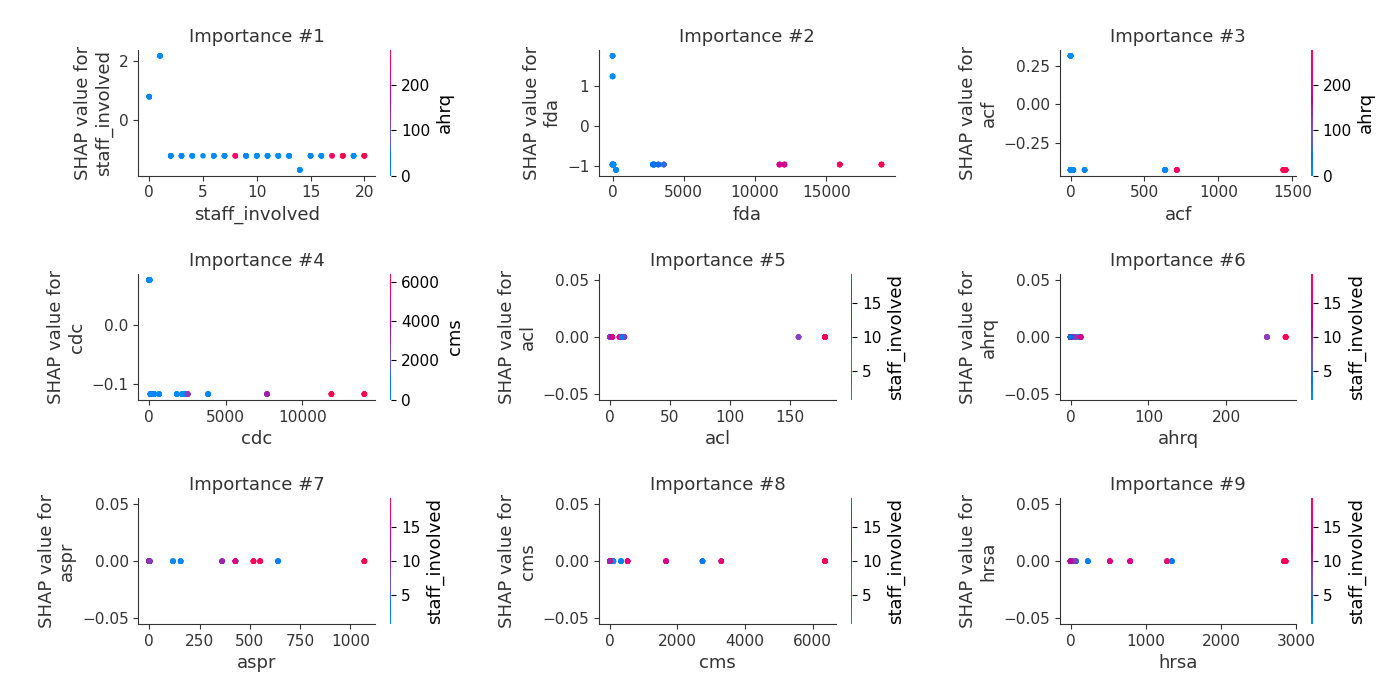 Importance #1
SHAP value for
staff_involved
2
0
0 5 10 15 20
staff_involved
200
100
0
ahrq
Importance #2
SHAP value for
fda
1
0
−1
0 5000 10000 15000
fda
Importance #3
SHAP value for
acf
0.25
0.00
−0.25
0 500 1000 1500
acf
200
100
0
ahrq
Importance #4
SHAP value for
cdc
0.0
−0.1
0 5000 10000
cdc
6000
4000
2000
0
cms
Importance #5
SHAP value for
acl
0.05
0.00
−0.05
0 50 100 150
acl
15
10
5
staff_involved
Importance #6
SHAP value for
ahrq
0.05
0.00
−0.05
0 100 200
ahrq
15
10
5
staff_involved
Importance #7
SHAP value for
aspr
0.05
0.00
−0.05
0 250 500 750 1000
aspr
15
10
5
staff_involved
Importance #8
SHAP value for
cms
0.05
0.00
−0.05
0 2000 4000 6000
cms
15
10
5
staff_involved
Importance #9
SHAP value for
hrsa
0.05
0.00
−0.05
0 1000 2000 3000
hrsa
15
10
5
staff_involved